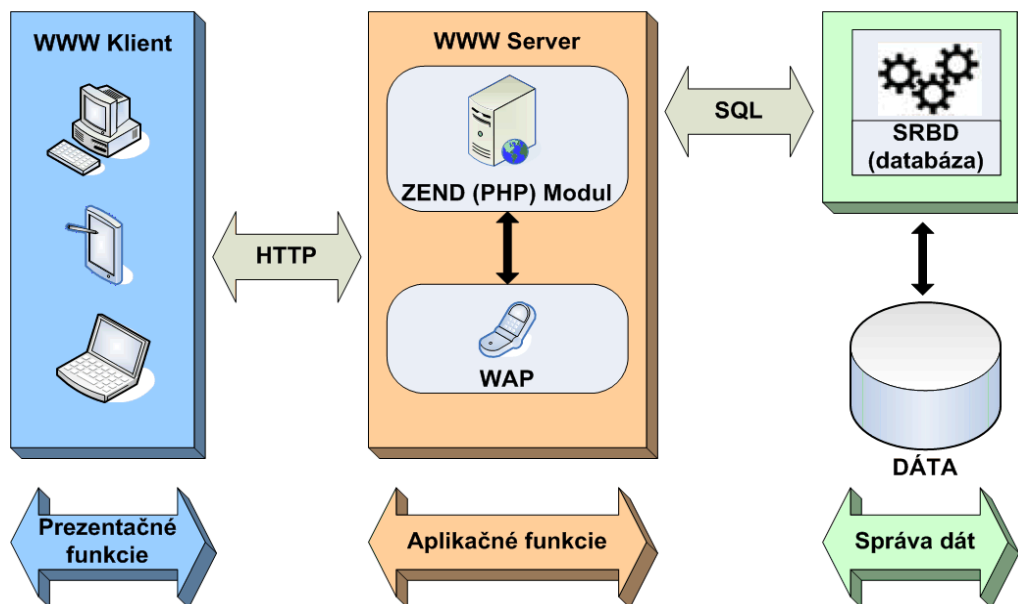 WWW Klient
WWW Server
ZEND (PHP) Modul
WAP
HTTP
SQL
SRBD
(databáza)
DÁTA
Prezentačné
funkcie
Aplikačné funkcie
Správa dát